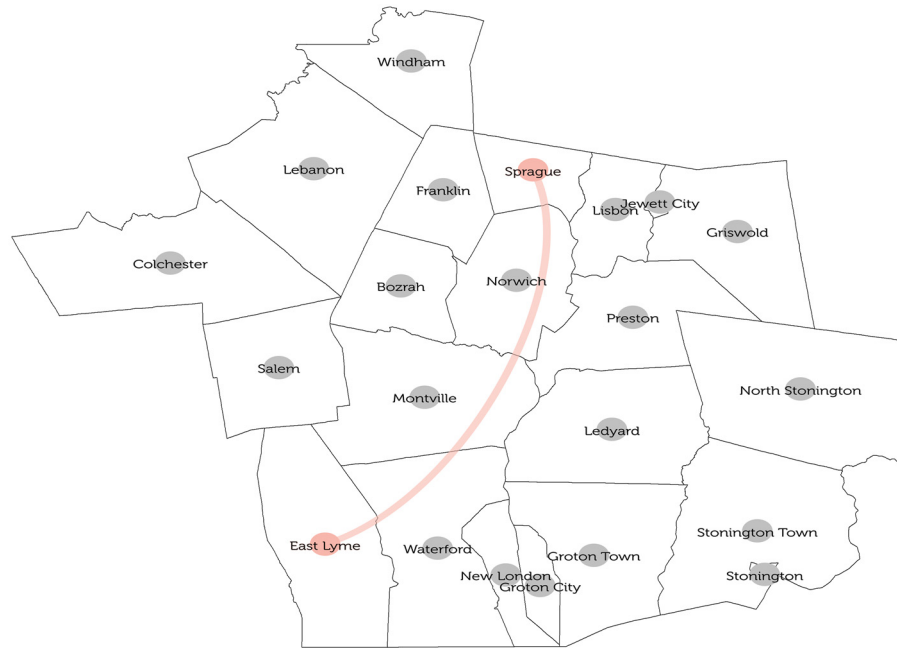 Windham
Lebanon
Sprague
Franklin
Jewett City
Lisbon
Griswold
Colchester
Norwich
Bozrah
Preston
Salem
North Stonington
Montville
Ledyard
Stonington Town
East Lyme
Waterford
Groton Town
New London
Stonington
Groton City